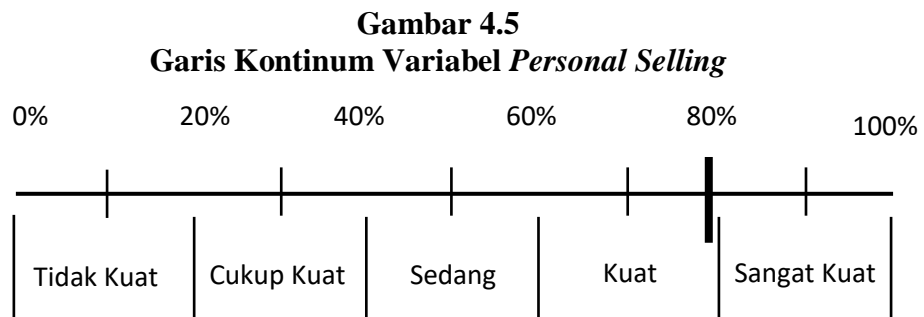 Gambar 4.5
Garis Kontinum Variabel Personal Selling
0% 20% 40% 60% 80% 100%
Tidak Kuat Cukup Kuat Sedang Kuat Sangat Kuat